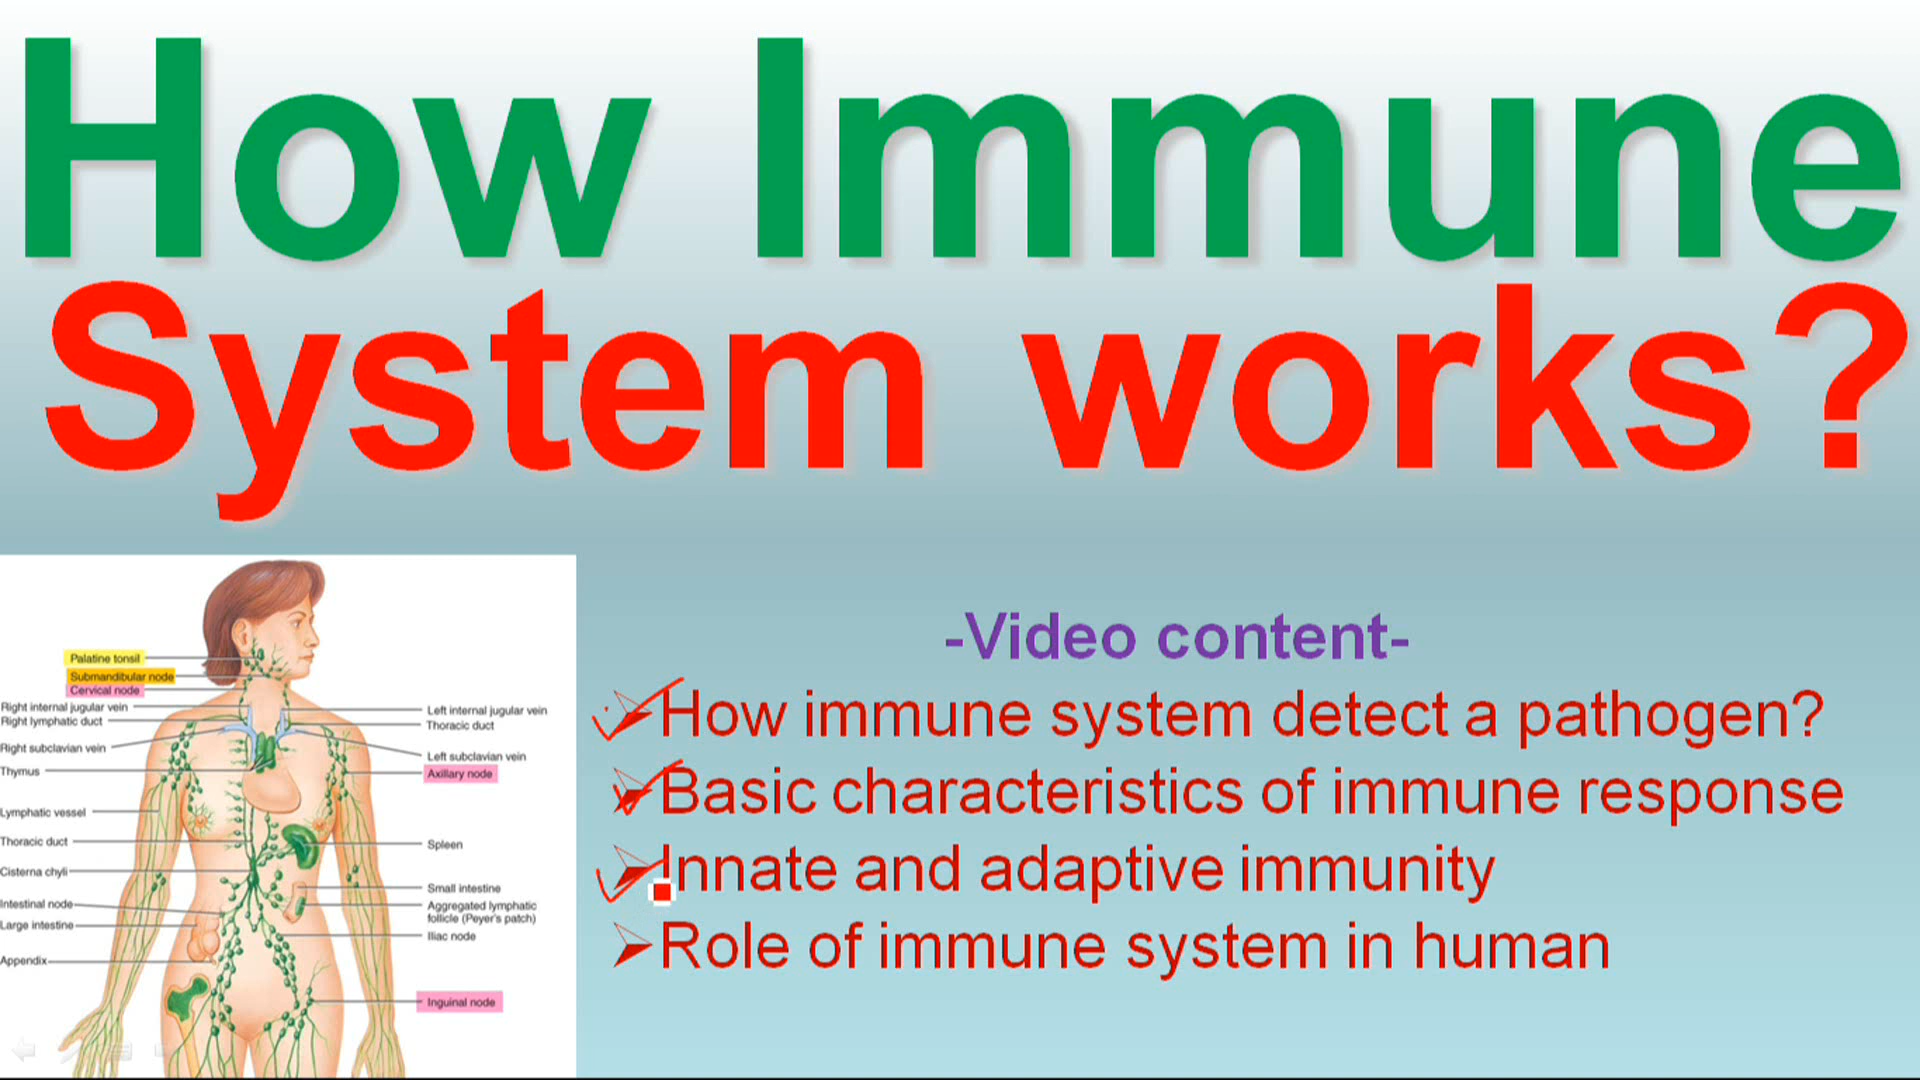 How Immune
System works?
-Video content-
How immune system detect a pathogen?
Basic characteristics of immune response
Innate and adaptive immunity
Role of immune system in human
Palatine tonsil
Submandibular node
Cervical node
Right internal jugular vein
Right lymphatic duct
Right subclavian vein
Thymus
Lymphatic vessel
Thoracic duct
Cisterna chyli
Intestinal node
Large intestine
Appendix
Left internal jugular vein
Thoracic duct
Left subclavian vein
Axillary node
Spleen
Small intestine
Aggregated lymphatic
follicle (Peyer's patch)
Iliac node
Inguinal node